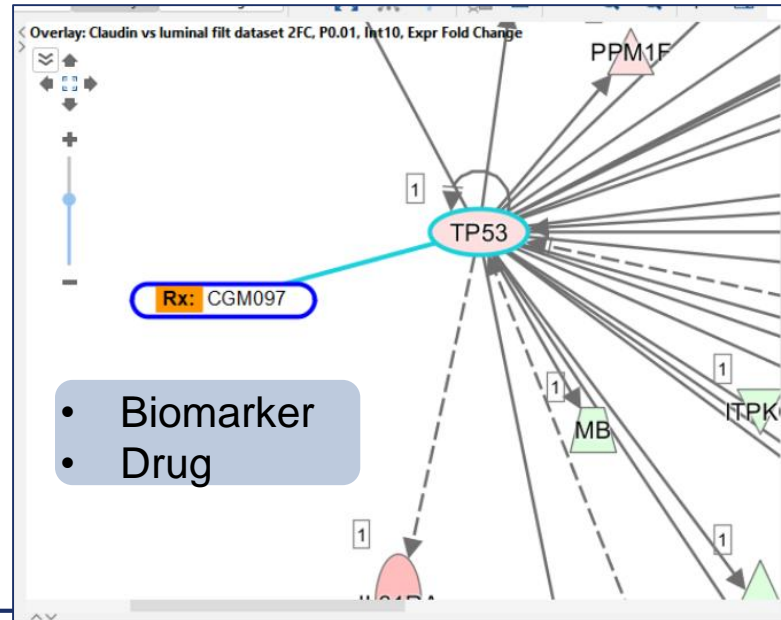 Overlay: Claudin vs luminal filt dataset 2FC, P0.01, Int10, Expr Fold Change
PPM1F
1
TP53
Rx: CGM097
1
ITPK
1
MB
• Biomarker
• Drug
1
1